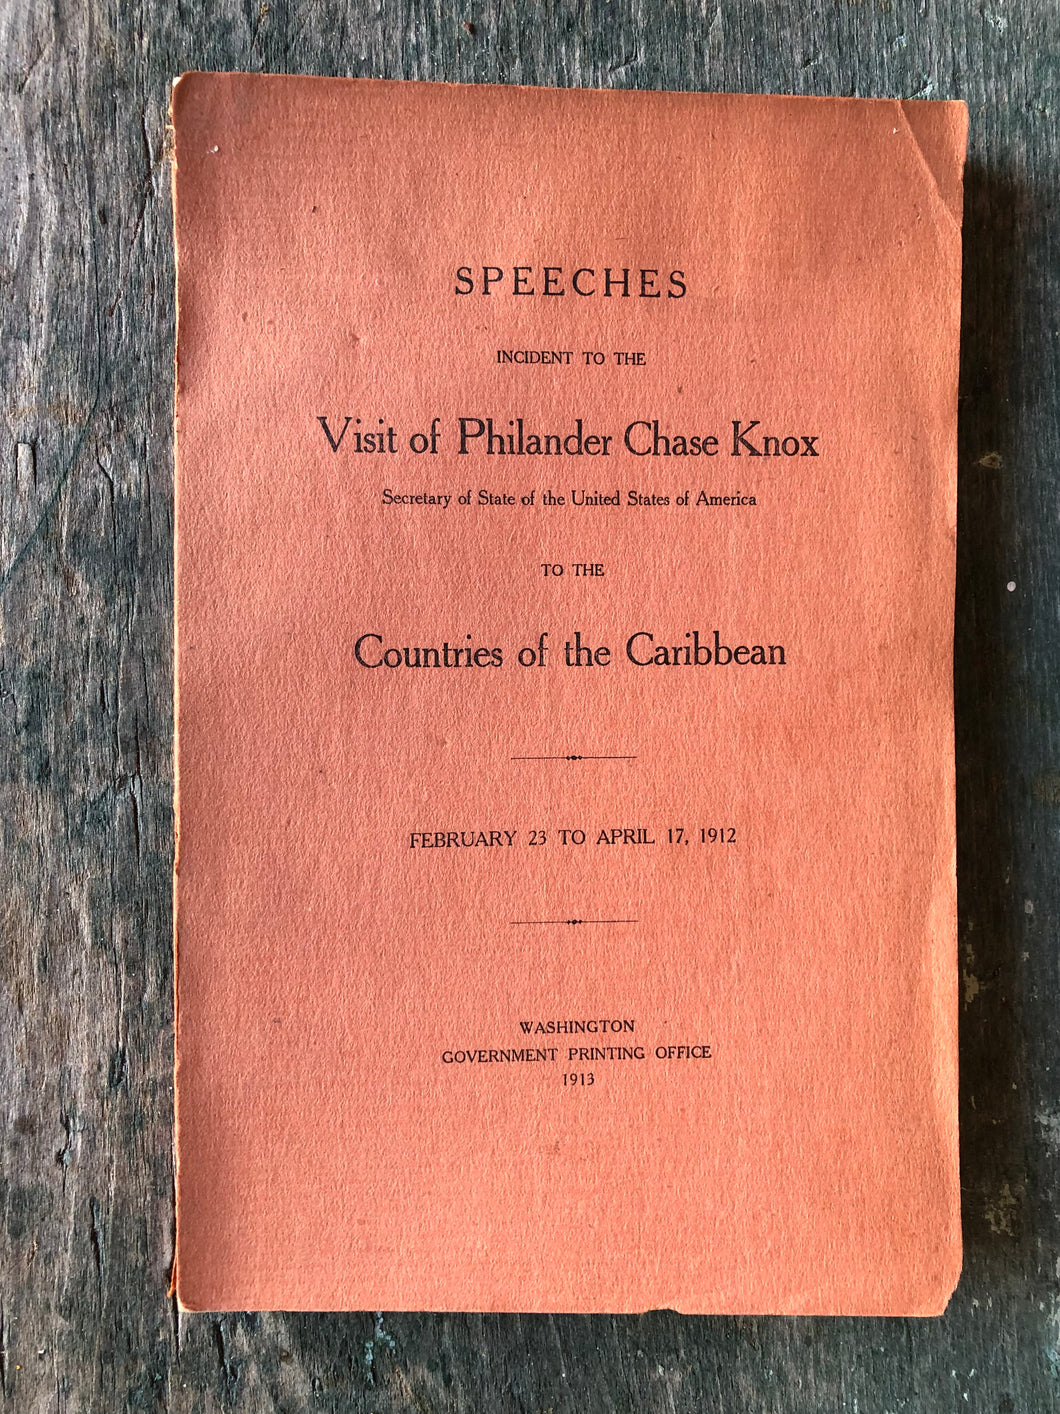 SPEECHES
INCIDENT TO THE
Visit of Philander Chase Knox
Secretary of State of the United States of America
TO THE
Countries of the Caribbean
FEBRUARY 23 TO APRIL 17, 1912
WASHINGTON
GOVERNMENT PRINTING OFFICE
1913